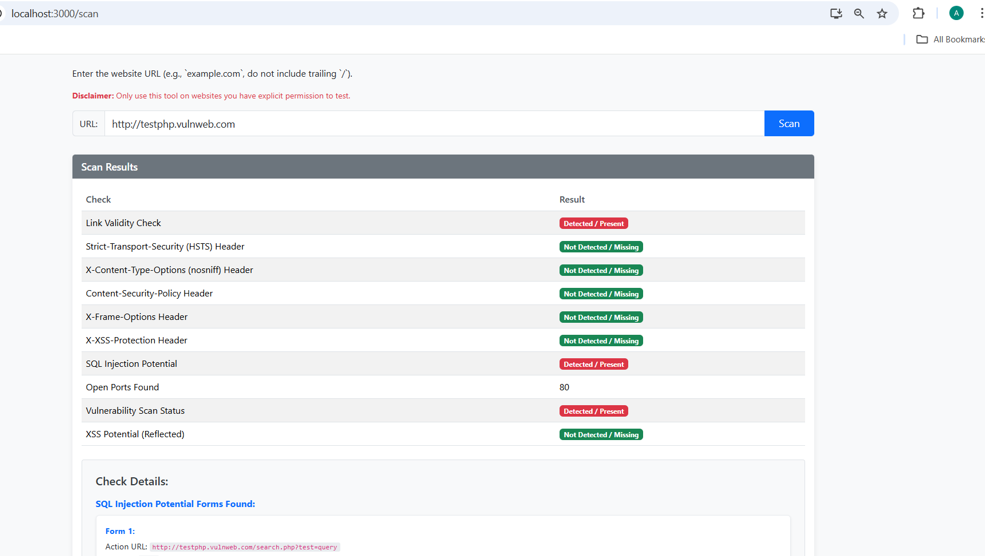 localhost:3000/scan
A
All Bookmarks
Enter the website URL (e.g., `example.com`, do not include trailing `/`).
Disclaimer: Only use this tool on websites you have explicit permission to test.
URL: http://testphp.vulnweb.com Scan
Scan Results
Check Result
Link Validity Check Detected / Present
Strict-Transport-Security (HSTS) Header Not Detected / Missing
X-Content-Type-Options (nosniff) Header Not Detected / Missing
Content-Security-Policy Header Not Detected / Missing
X-Frame-Options Header Not Detected / Missing
X-XSS-Protection Header Not Detected / Missing
SQL Injection Potential Detected / Present
Open Ports Found 80
Vulnerability Scan Status Detected / Present
XSS Potential (Reflected) Not Detected / Missing
Check Details:
SQL Injection Potential Forms Found:
Form 1:
Action URL: http://testphp.vulnweb.com/search.php?test=query